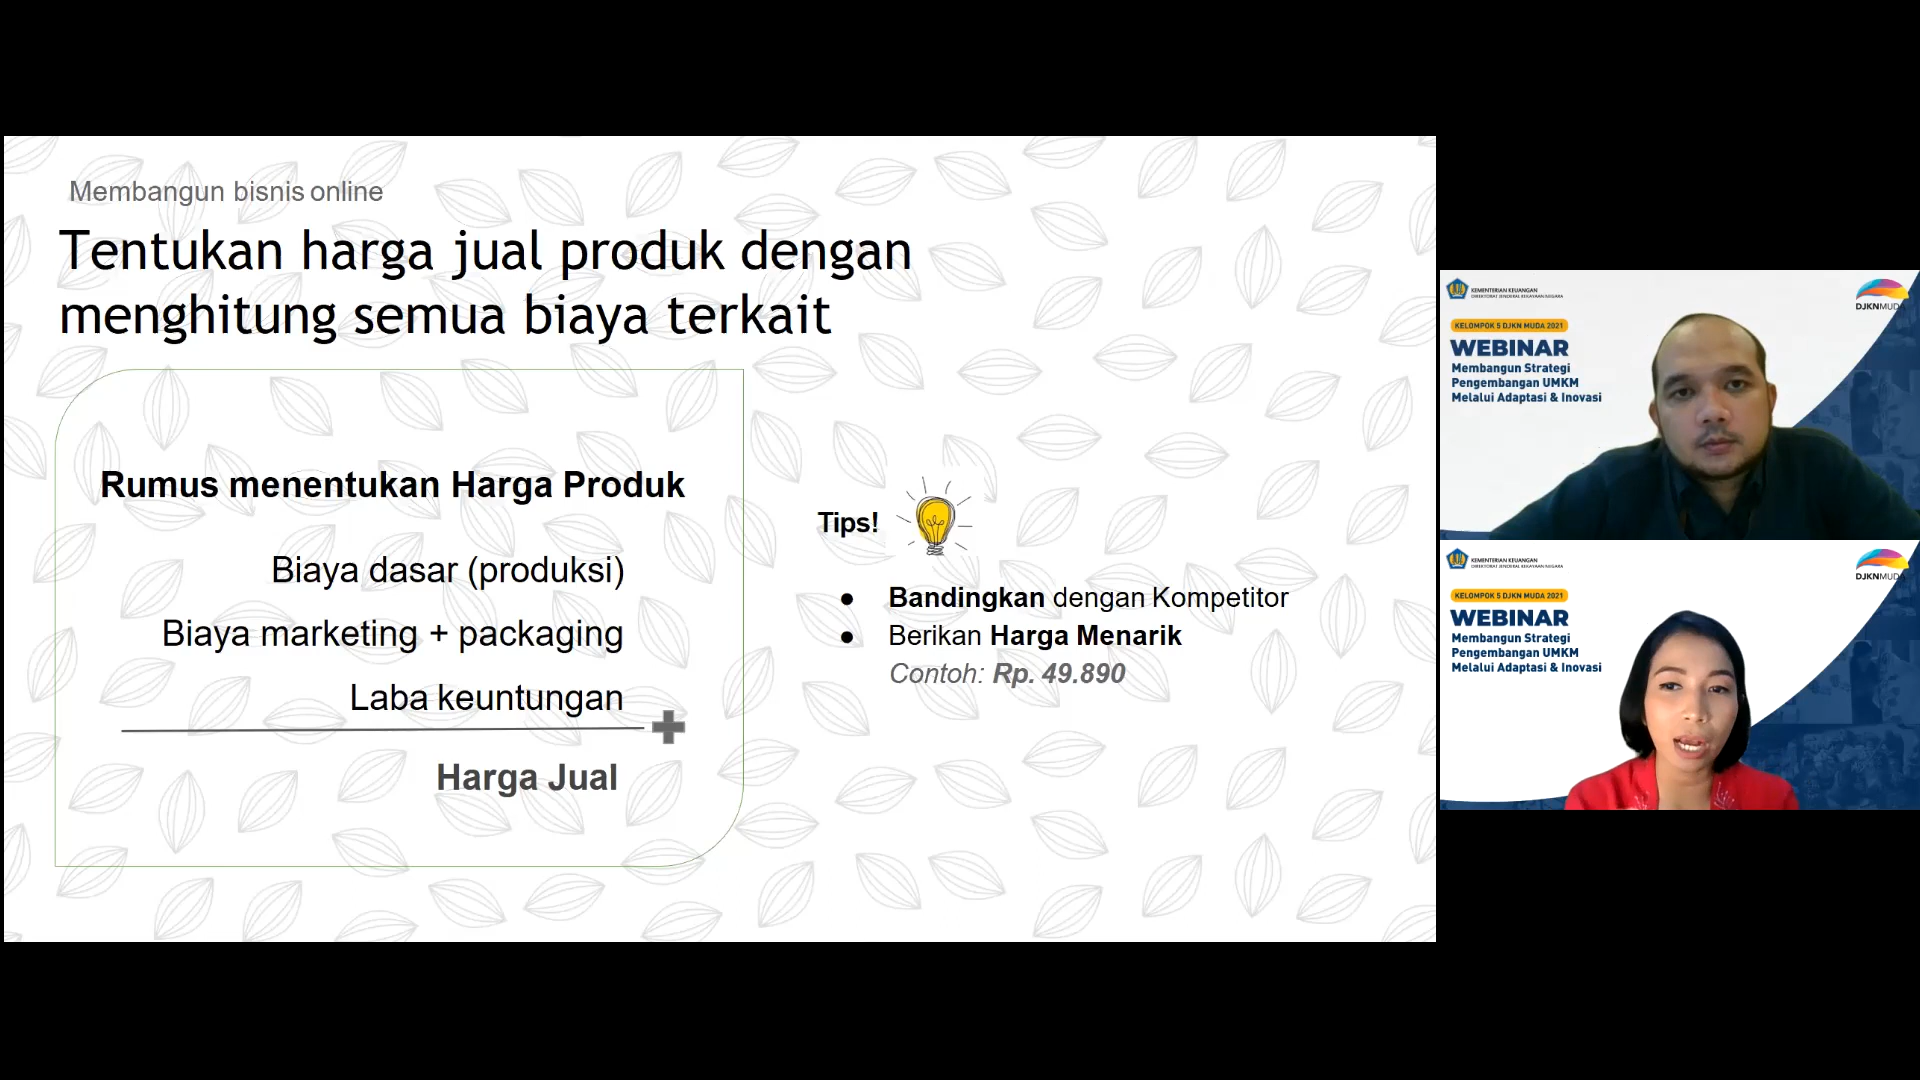 Membangun bisnis online
Tentukan harga jual produk dengan
menghitung semua biaya terkait
Rumus menentukan Harga Produk
Biaya dasar (produksi)
Biaya marketing + packaging
Laba keuntungan
Harga Jual
Tips!
● Bandingkan dengan Kompetitor
● Berikan Harga Menarik
Contoh: Rp. 49.890
KEMENTERIAN KEUANGAN
DIREKTORAT JENDERAL KEKAYAAN NEGARA
DJKNMUDA
KELOMPOK 5 DJKN MUDA 2021
WEBINAR
Membangun Strategi
Pengembangan UMKM
Melalui Adaptasi & Inovasi
KEMENTERIAN KEUANGAN
DIREKTORAT JENDERAL KEKAYAAN NEGARA
DJKNMUDA
KELOMPOK 5 DJKN MUDA 2021
WEBINAR
Membangun Strategi
Pengembangan UMKM
Melalui Adaptasi & Inovasi